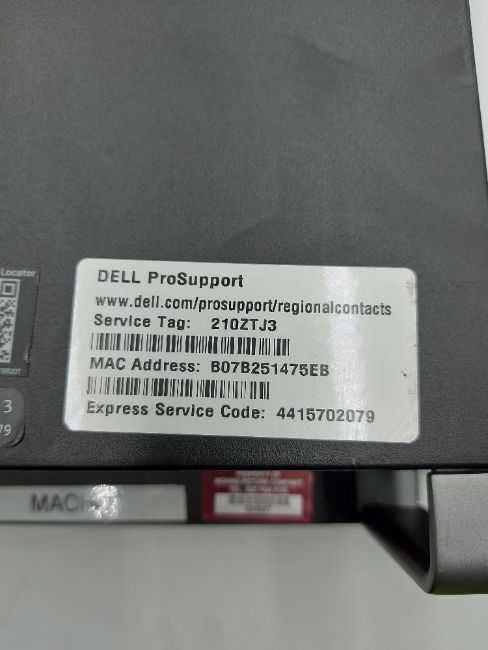 Locator
DELL ProSupport
www.dell.com/prosupport/regionalcontacts
Service Tag: 210ZTJ3
MAC Address: B07B251475EB
Express Service Code: 4415702079
3
79